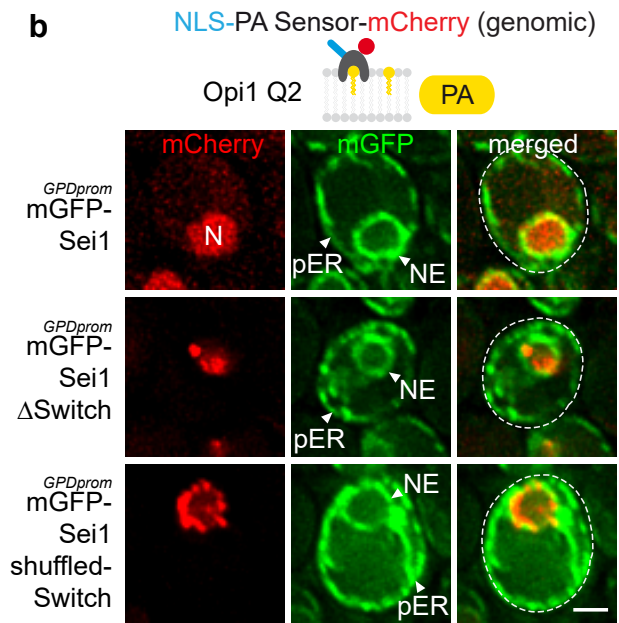 b
NLS-PA Sensor-mCherry (genomic)
Opi1 Q2
PA
mCherry
mGFP
merged
GPDprom
mGFP-
Sei1
N
pER
NE
GPDprom
mGFP-
Sei1
ΔSwitch
NE
pER
GPDprom
mGFP-
Sei1
shuffled-
Switch
NE
pER